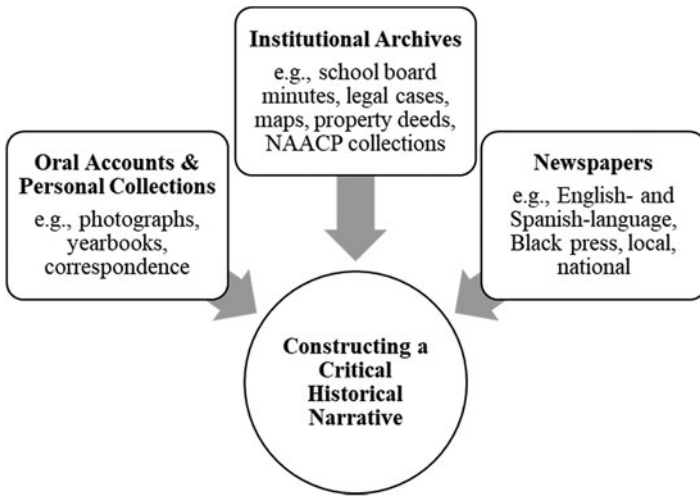 Institutional Archives
e.g., school board
minutes, legal cases,
maps, property deeds,
NAACP collections
Oral Accounts &
Personal Collections
e.g., photographs,
yearbooks,
correspondence
Newspapers
e.g., English- and
Spanish-language,
Black press, local,
national
Constructing a
Critical
Historical
Narrative